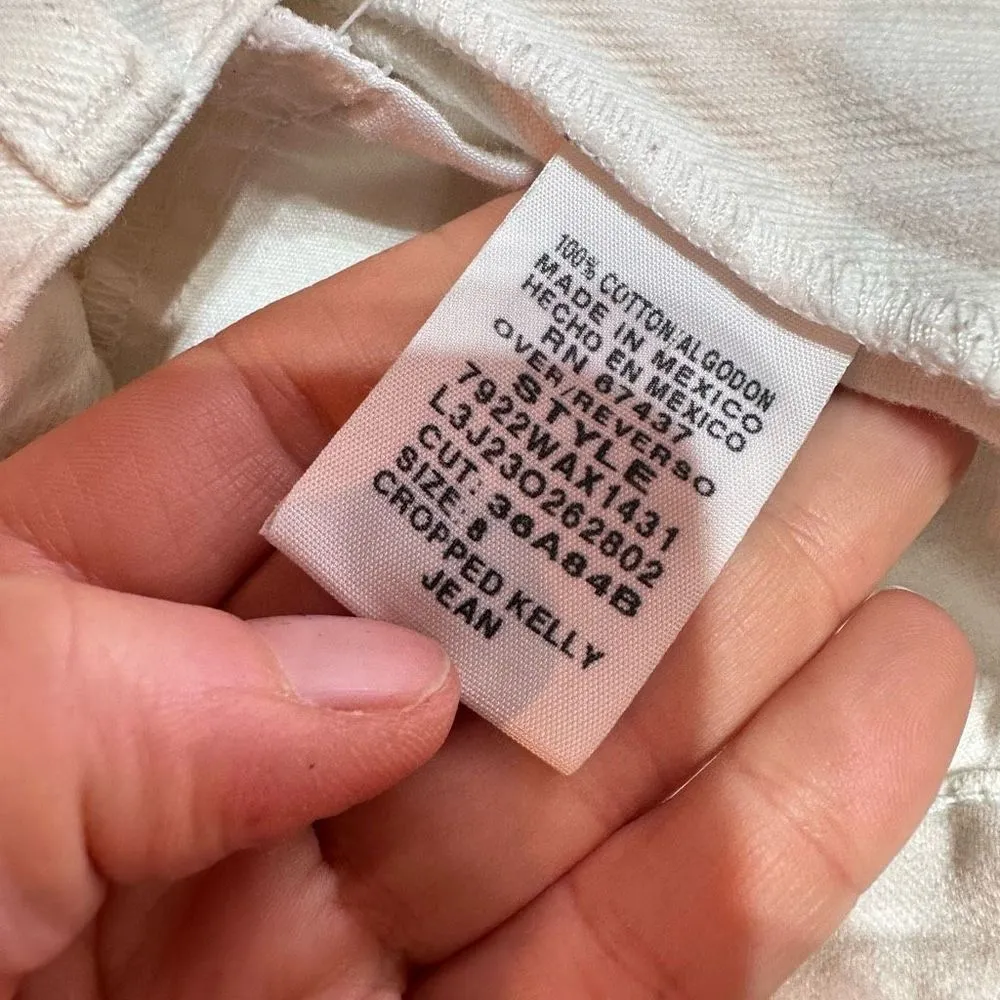 100% COTTON/ALGODON
MADE IN MEXICO
HECHO EN MEXICO
RN 67437
OVER/REVERSO
STYLE
7922WAX1431
L3J23O262802
CUT: 36A84B
SIZE: 8
CROPPED KELLY
JEAN